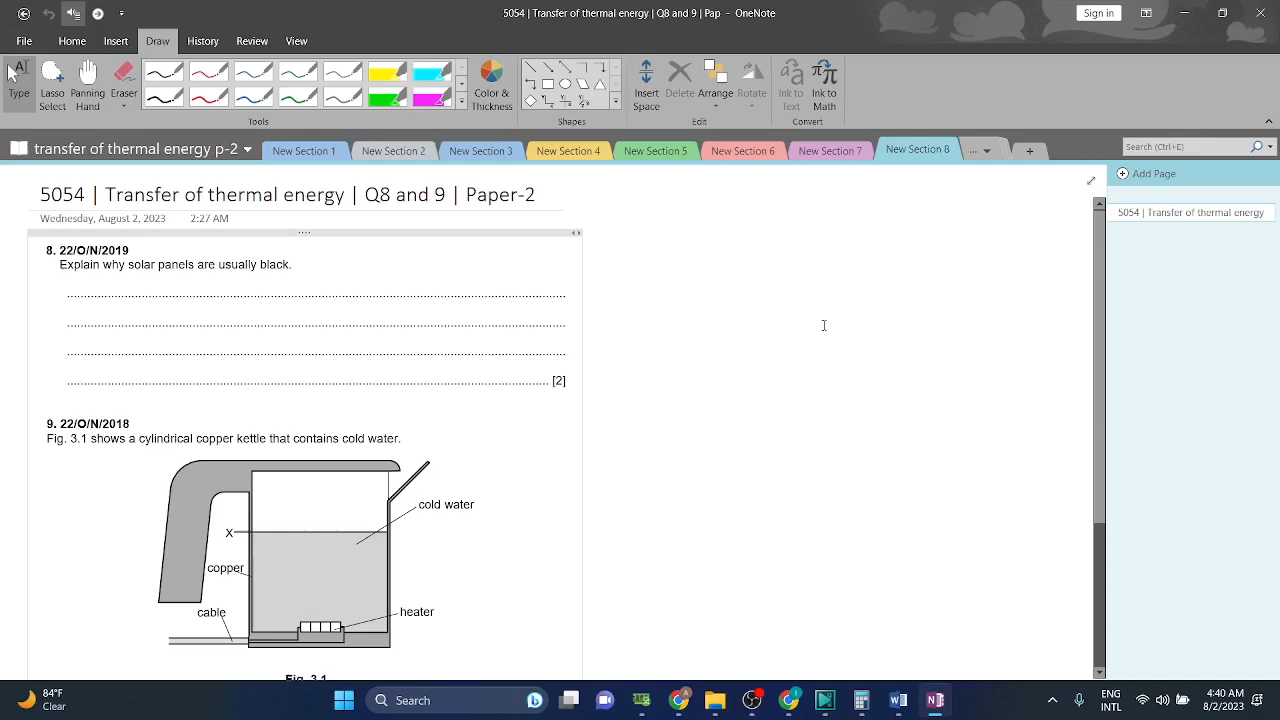 5054 | Transfer of thermal energy | Q8 and 9 | Pap - OneNote
Sign in
File Home Insert Draw History Review View
Type
Lasso Select
Panning Hand
Eraser
Color & Thickness
Insert Space
Delete
Arrange
Rotate
Ink to Text
Ink to Math
Tools Shapes Edit Convert
transfer of thermal energy p-2 New Section 1 New Section 2 New Section 3 New Section 4 New Section 5 New Section 6 New Section 7 New Section 8 ... + Search (Ctrl+E)
Add Page
5054 | Transfer of thermal energy
5054 | Transfer of thermal energy | Q8 and 9 | Paper-2
Wednesday, August 2, 2023 2:27 AM
8. 22/O/N/2019
Explain why solar panels are usually black.
[2]
9. 22/O/N/2018
Fig. 3.1 shows a cylindrical copper kettle that contains cold water.
cold water
X
copper
cable
heater
Fig. 3.1
84°F
Clear
Search
ENG
INTL
4:40 AM
8/2/2023